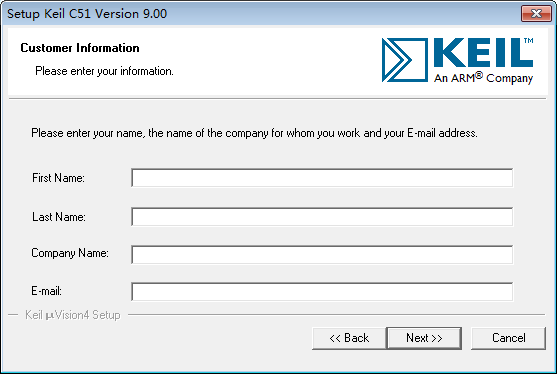 Setup Keil C51 Version 9.00
Customer Information
Please enter your information.
KEIL™
An ARM® Company
Please enter your name, the name of the company for whom you work and your E-mail address.
First Name:
Last Name:
Company Name:
E-mail:
Keil µVision4 Setup
<< Back
Next >>
Cancel